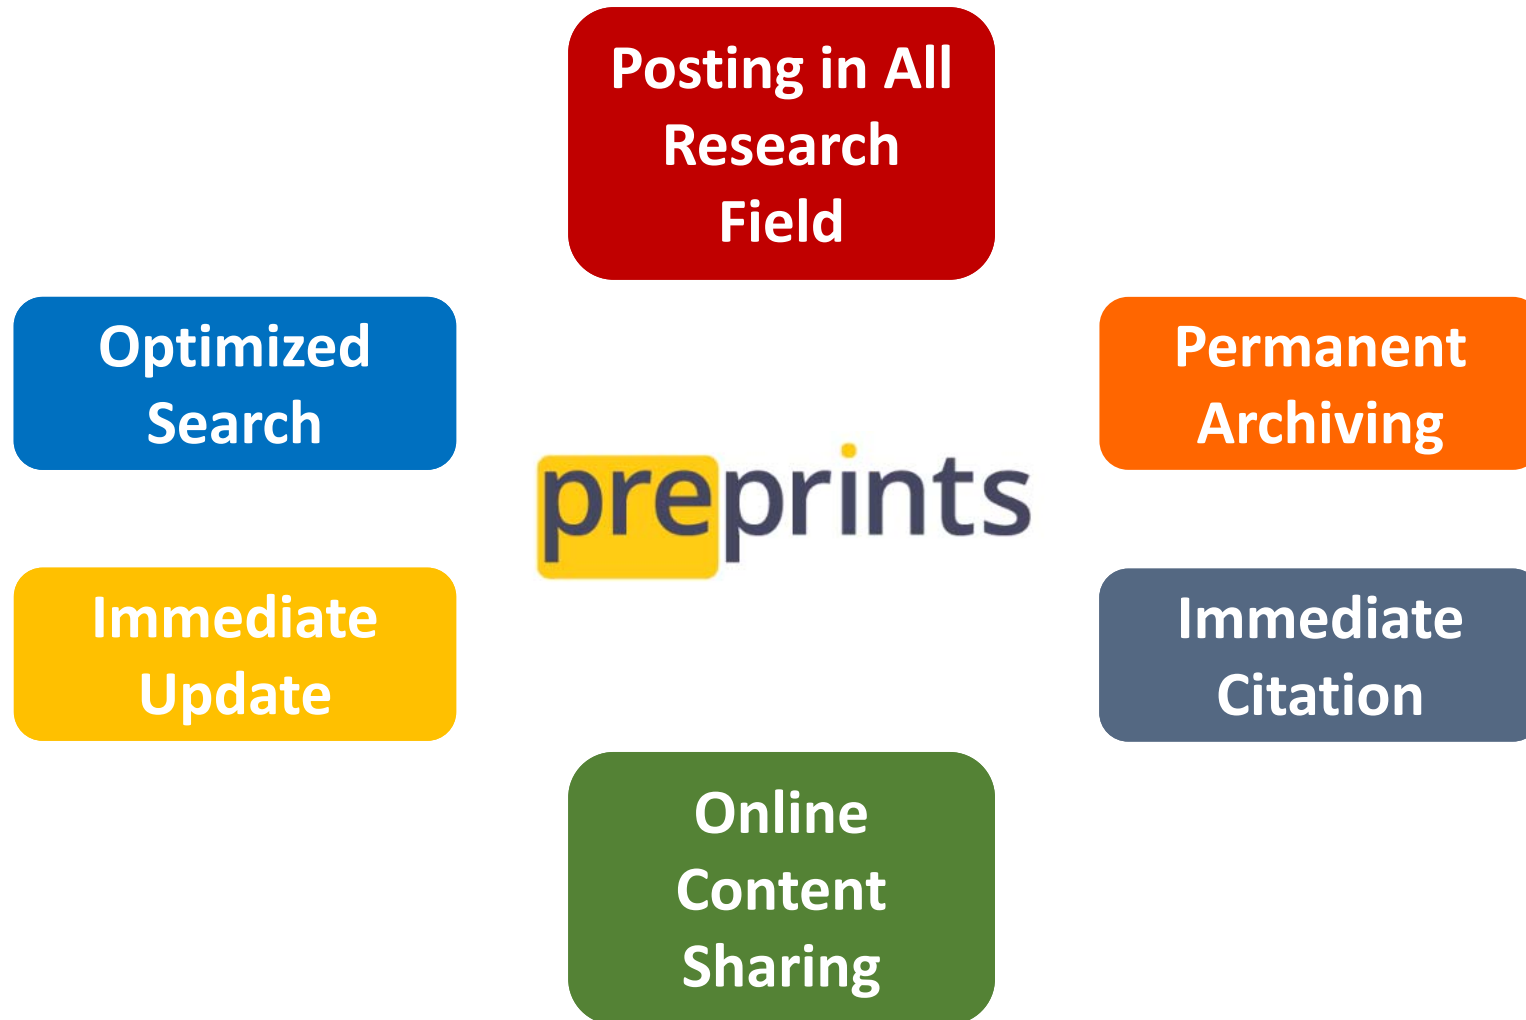 Posting in All
Research
Field
Optimized
Search
Permanent
Archiving
preprints
Immediate
Update
Immediate
Citation
Online
Content
Sharing